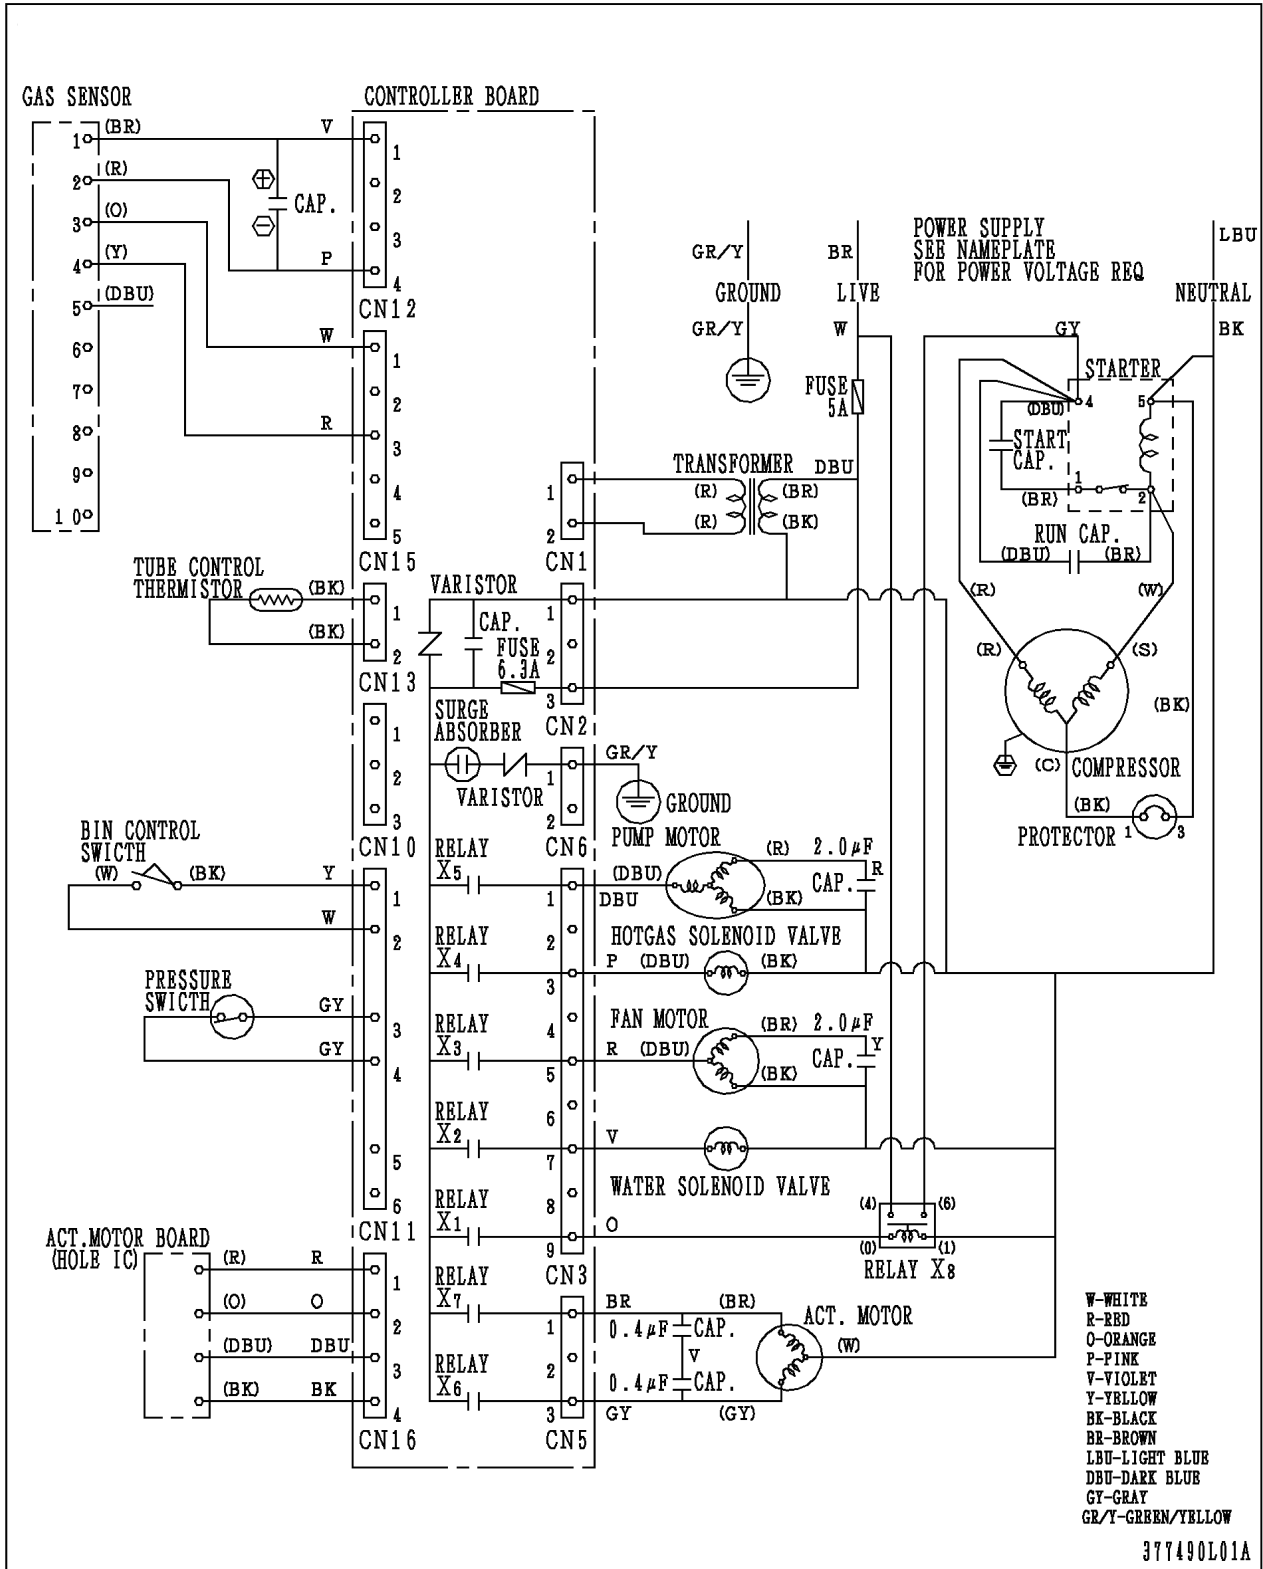 GAS SENSOR
CONTROLLER BOARD
1 (BR) V 1
2 (R) 2
⊕
⊖
CAP.
3 (O) 3
4 (Y) P 4
5 (DBU)
CN12
6
7
8
9
10
W 1
2
R 3
4
5
CN15
POWER SUPPLY
SEE NAMEPLATE
FOR POWER VOLTAGE REQ
GR/Y
BR
LBU
GROUND
LIVE
NEUTRAL
GR/Y
W
GY
BK
FUSE
5A
STARTER
(DBU) 4
5
START
CAP.
1
(BR)
2
RUN CAP.
(DBU) (BR)
TRANSFORMER DBU
1 (R) (BR)
2 (R) (BK)
CN1
TUBE CONTROL
THERMISTOR
(BK) 1
(BK) 2
CN13
VARISTOR
CAP.
FUSE
6.3A
1
2
3
CN2
(R)
(W)
(R)
(S)
(BK)
(C) COMPRESSOR
(BK)
PROTECTOR 1 3
1
2
3
CN10
SURGE
ABSORBER
VARISTOR
GR/Y
1
2
CN6
GROUND
BIN CONTROL
SWICTH
(W) (BK) Y 1
W 2
PRESSURE
SWICTH
GY 3
GY 4
5
6
CN11
RELAY
X5
1
PUMP MOTOR
(DBU)
DBU
(R) 2.0μF
CAP. R
(BK)
2
RELAY
X4
3
HOTGAS SOLENOID VALVE
P (DBU) (BK)
4
RELAY
X3
5
FAN MOTOR
(BR) 2.0μF
R (DBU)
CAP. Y
(BK)
6
RELAY
X2
7
V
WATER SOLENOID VALVE
8
RELAY
X1
9
O
CN3
(4) (6)
(0) (1)
RELAY X8
ACT.MOTOR BOARD
(HOLE IC)
(R) R 1
(O) O 2
(DBU) DBU 3
(BK) BK 4
CN16
RELAY
X7
1
BR (BR)
0.4μF CAP.
ACT. MOTOR
2
V
(W)
RELAY
X6
3
0.4μF CAP.
GY (GY)
CN5
W-WHITE
R-RED
O-ORANGE
P-PINK
V-VIOLET
Y-YELLOW
BK-BLACK
BR-BROWN
LBU-LIGHT BLUE
DBU-DARK BLUE
GY-GRAY
GR/Y-GREEN/YELLOW
377490L01A